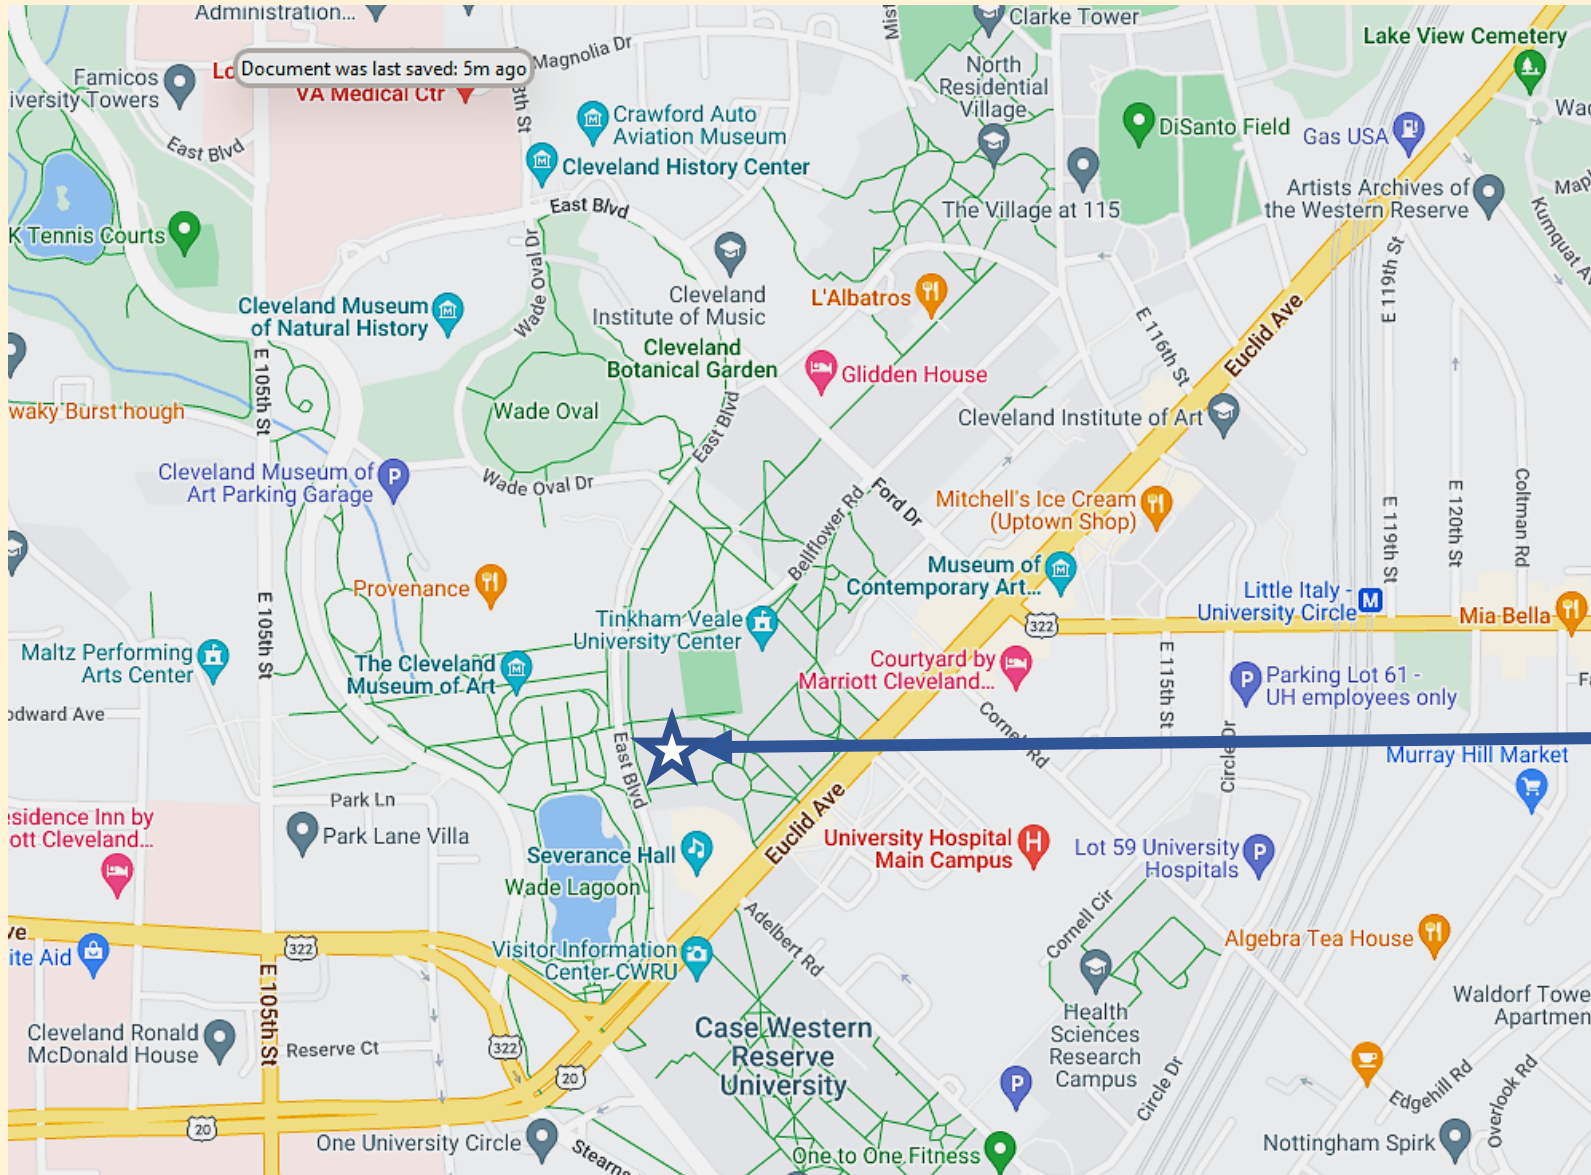 Administration...
Clarke Tower
Magnolia Dr
Lake View Cemetery
Document was last saved: 5m ago
VA Medical Ctr
Famicos
iversity Towers
North
Residential
Village
East Blvd
Crawford Auto
Aviation Museum
Cleveland History Center
DiSanto Field
Gas USA
Artists Archives of
the Western Reserve
The Village at 115
East Blvd
K Tennis Courts
Wade Oval Dr
Kumquat A
E 119th St
Cleveland Museum
of Natural History
Cleveland
Institute of Music
L'Albatros
Cleveland
Botanical Garden
Glidden House
E 116th St
Euclid Ave
E 105th St
waky Burst hough
Wade Oval
East Blvd
Cleveland Institute of Art
Cleveland Museum of
Art Parking Garage
P
Wade Oval Dr
Bellflower Rd
Ford Dr
Mitchell's Ice Cream
(Uptown Shop)
E 119th St
E 120th St
Coltman Rd
Museum of
Contemporary Art...
Provenance
E 105th St
Tinkham Veale
University Center
322
Little Italy -
University Circle
M
Mia Bella
Maltz Performing
Arts Center
The Cleveland
Museum of Art
Courtyard by
Marriott Cleveland...
E 115th St
P
Parking Lot 61 -
UH employees only
odward Ave
East Blvd
Cornell Rd
Circle Dr
Murray Hill Market
Park Ln
Park Lane Villa
sidence Inn by
ott Cleveland...
Severance Hall
Wade Lagoon
Euclid Ave
University Hospital
Main Campus
H
Lot 59 University
Hospitals
P
322
ite Aid
Visitor Information
Center-CWRU
Adelbert Rd
Cornell Cir
Algebra Tea House
E 105th St
Cleveland Ronald
McDonald House
Reserve Ct
322
20
Case Western
Reserve
University
Health
Sciences
Research
Campus
Waldorf Towe
Apartmen
P
Circle Dr
Edgehill Rd
Overlook Rd
20
One University Circle
Stearns
One to One Fitness
Nottingham Spirk